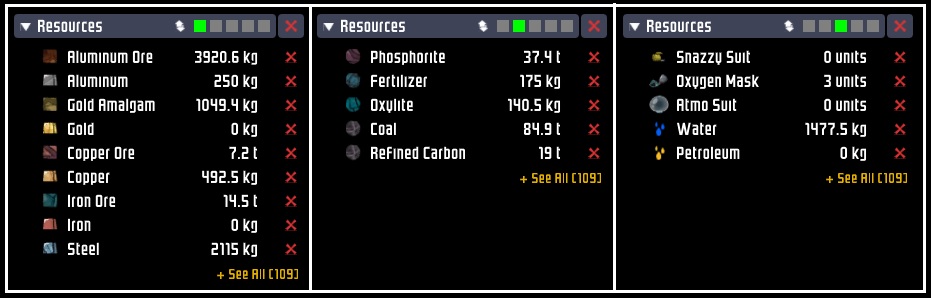 Resources
Aluminum Ore 3920.6 kg
Aluminum 250 kg
Gold Amalgam 1049.4 kg
Gold 0 kg
Copper Ore 7.2 t
Copper 492.5 kg
Iron Ore 14.5 t
Iron 0 kg
Steel 2115 kg
+ See All (109)
Resources
Phosphorite 37.4 t
Fertilizer 175 kg
Oxylite 140.5 kg
Coal 84.9 t
Refined Carbon 19 t
+ See All (109)
Resources
Snazzy Suit 0 units
Oxygen Mask 3 units
Atmo Suit 0 units
Water 1477.5 kg
Petroleum 0 kg
+ See All (109)